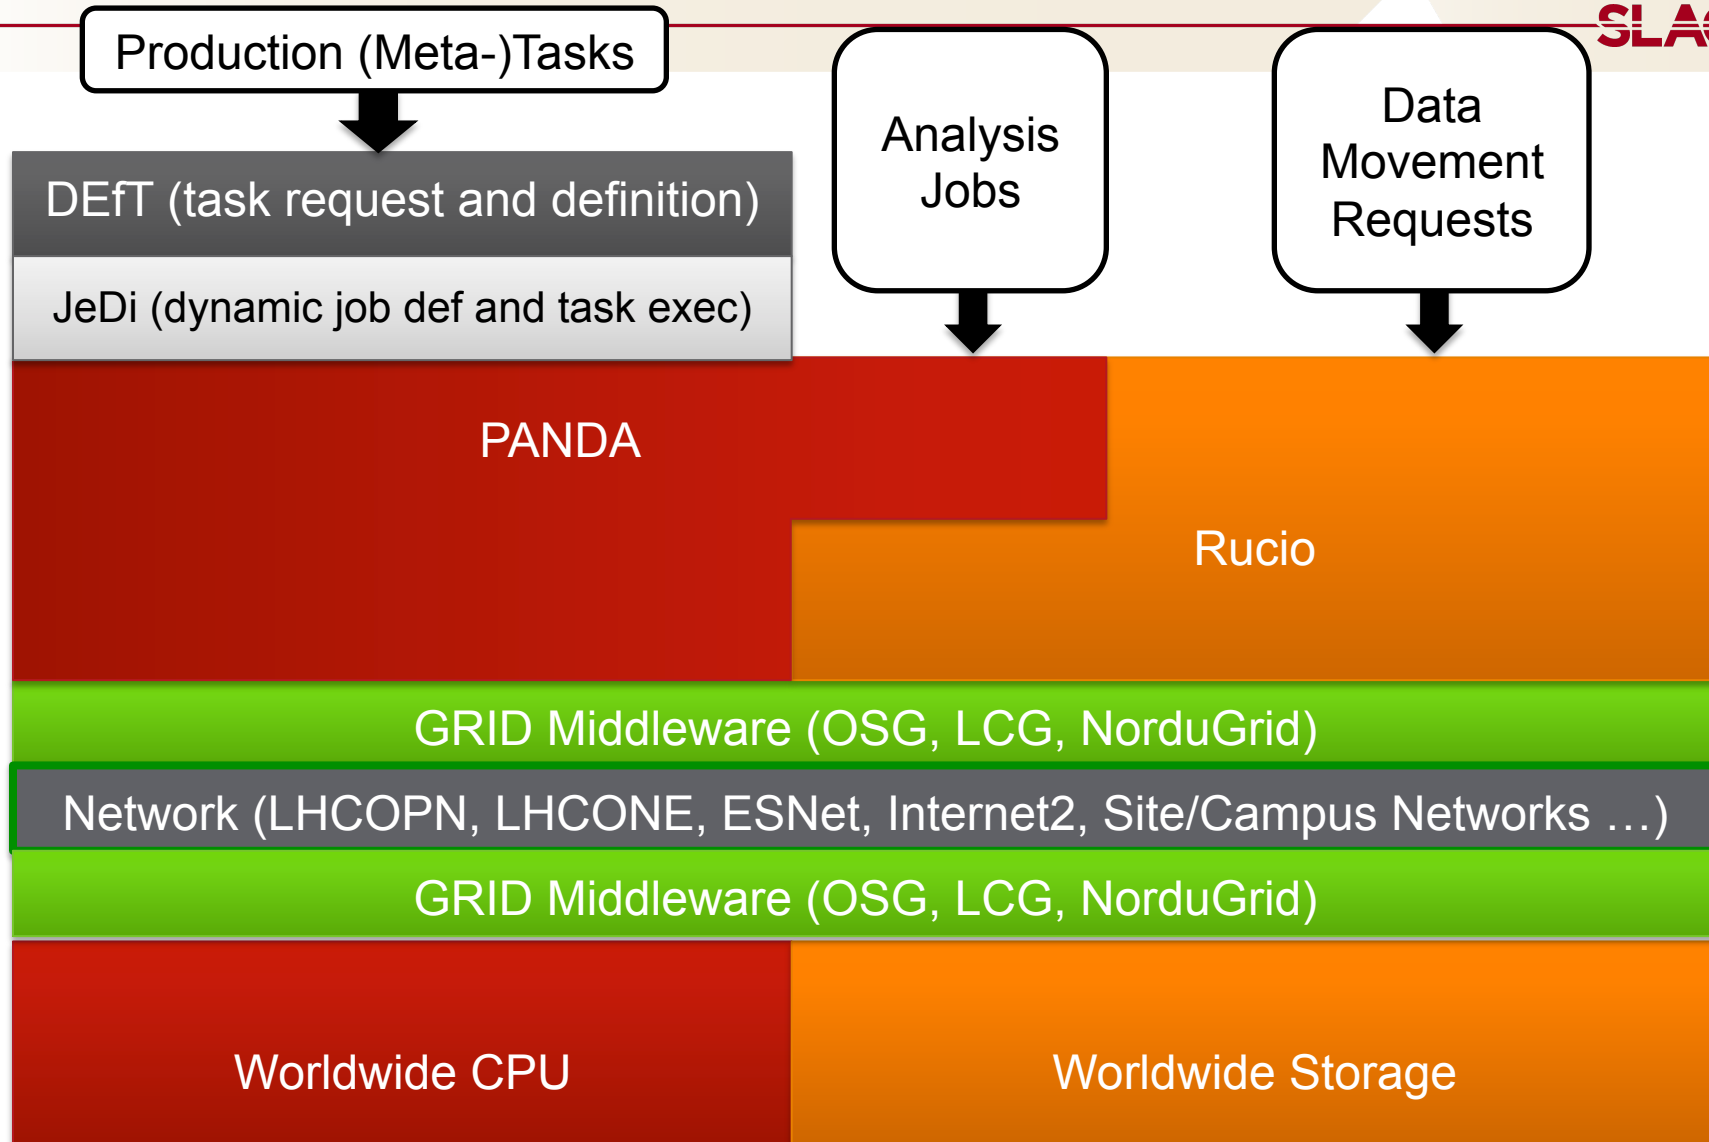 SLAC
Production (Meta-)Tasks
Analysis
Jobs
Data
Movement
Requests
DEfT (task request and definition)
JeDi (dynamic job def and task exec)
PANDA
Rucio
GRID Middleware (OSG, LCG, NorduGrid)
Network (LHCOPN, LHCONE, ESNet, Internet2, Site/Campus Networks …)
GRID Middleware (OSG, LCG, NorduGrid)
Worldwide CPU
Worldwide Storage